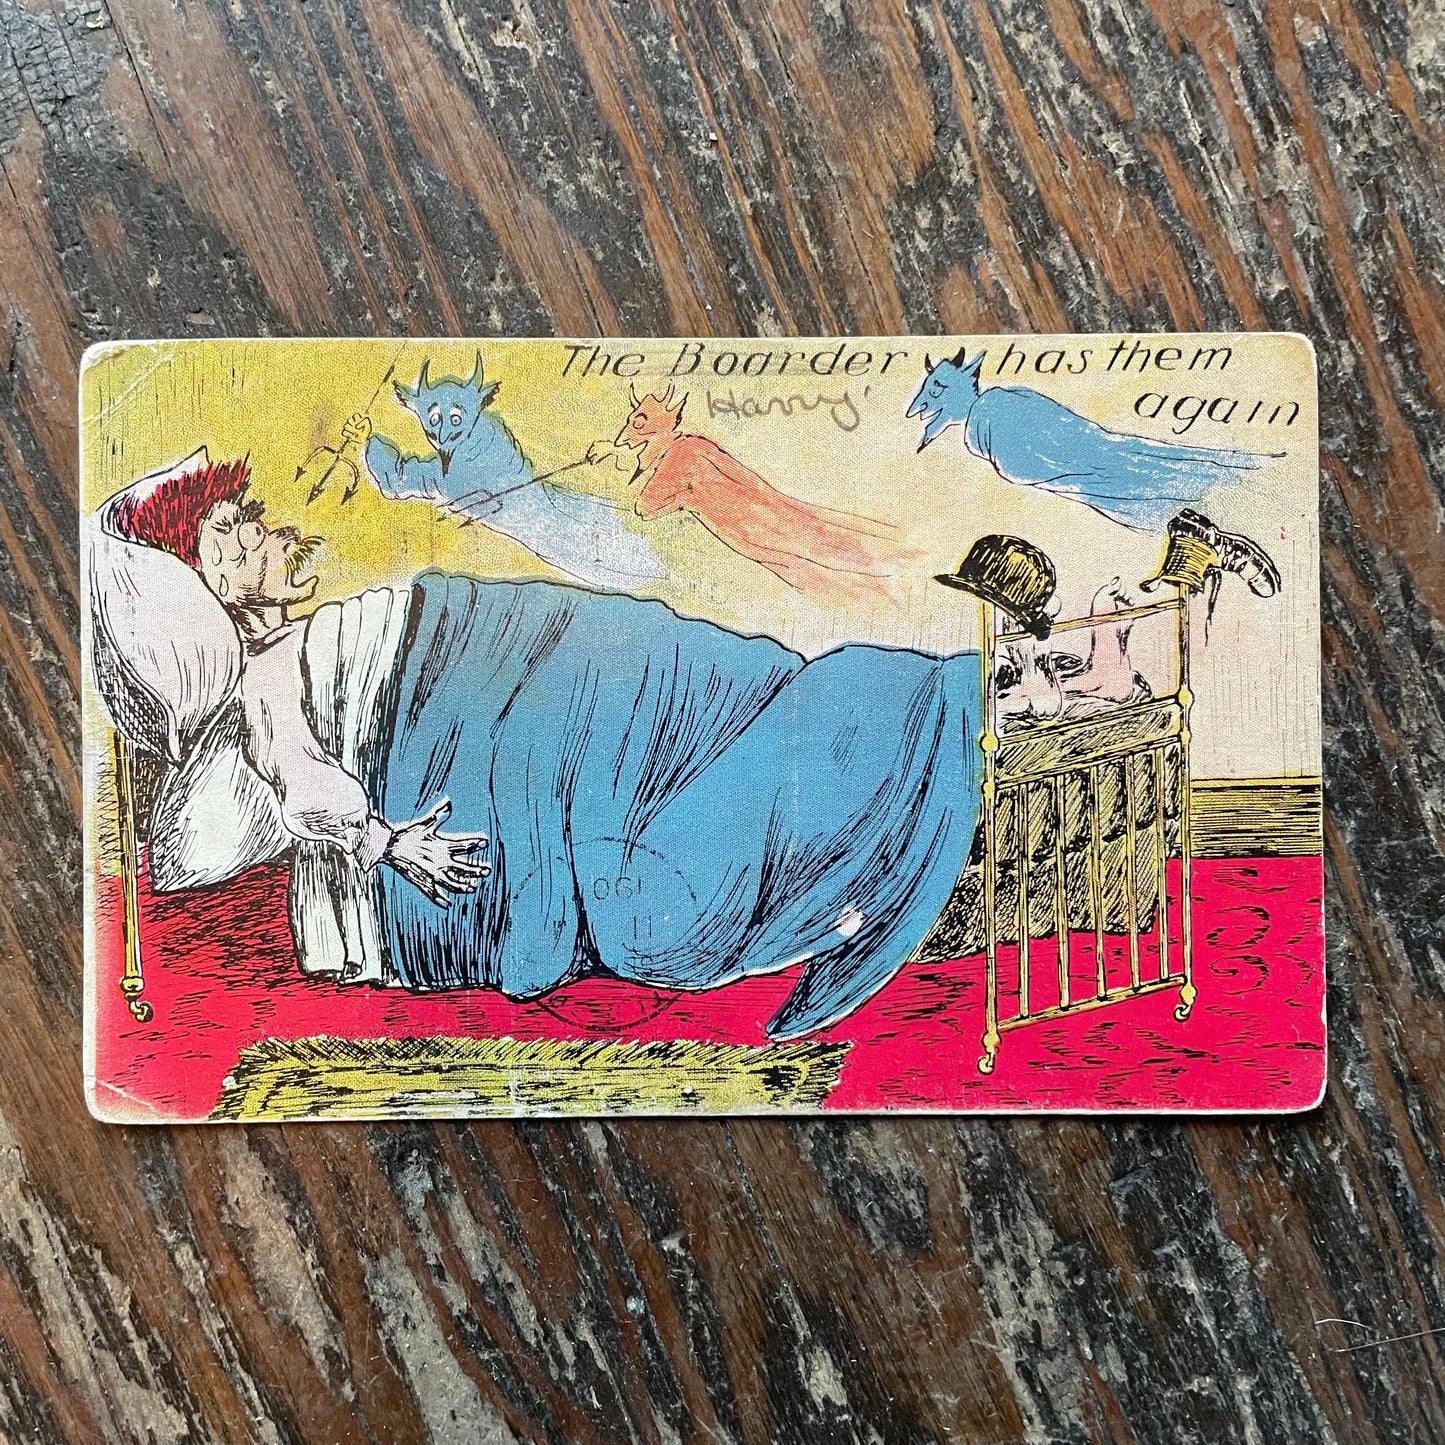 The Boarder has them
again
Harry'